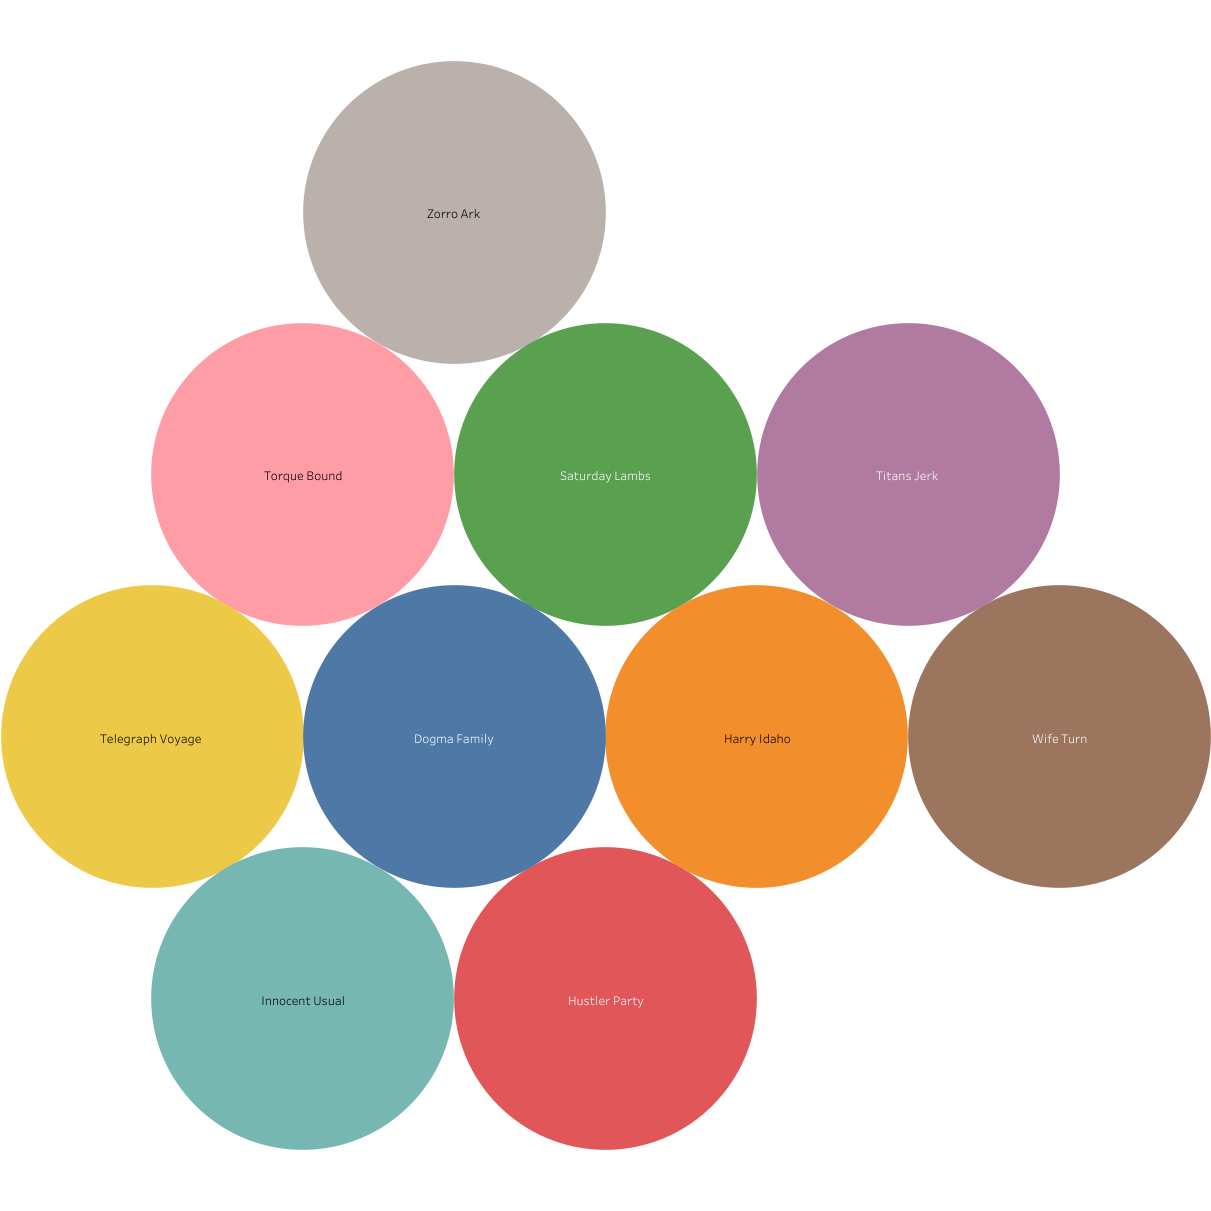 Zorro Ark
Torque Bound
Saturday Lambs
Titans Jerk
Telegraph Voyage
Dogma Family
Harry Idaho
Wife Turn
Innocent Usual
Hustler Party